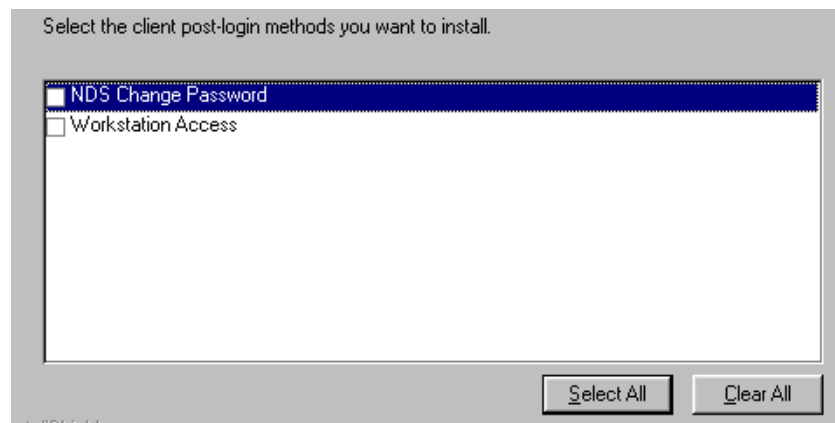 Select the client post-login methods you want to install.
NDS Change Password
Workstation Access
Select All
Clear All